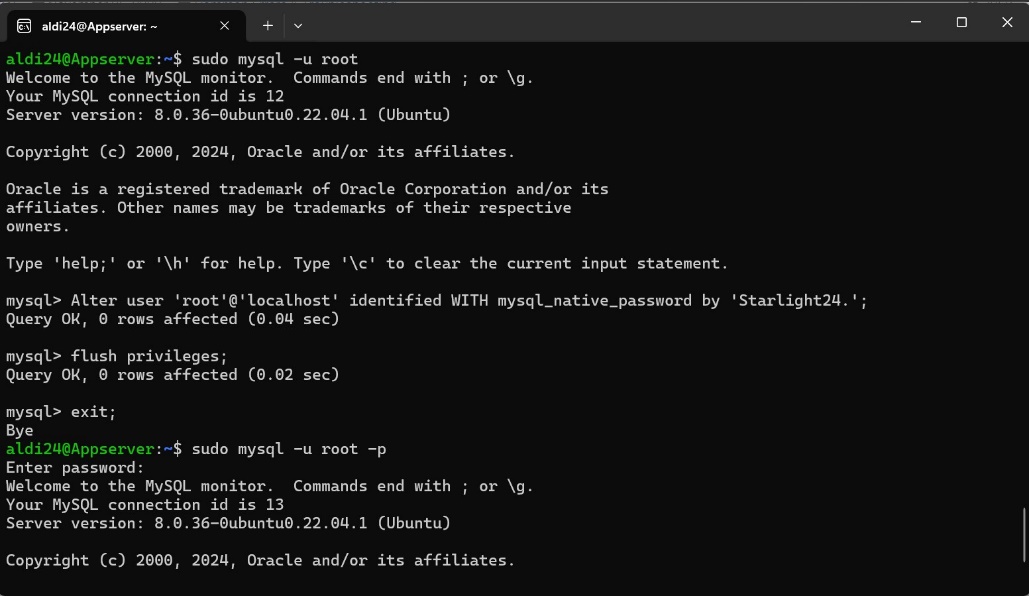 aldi24@Appserver: ~
aldi24@Appserver:~$ sudo mysql -u root
Welcome to the MySQL monitor.  Commands end with ; or \g.
Your MySQL connection id is 12
Server version: 8.0.36-0ubuntu0.22.04.1 (Ubuntu)
Copyright (c) 2000, 2024, Oracle and/or its affiliates.
Oracle is a registered trademark of Oracle Corporation and/or its
affiliates. Other names may be trademarks of their respective
owners.
Type 'help;' or '\h' for help. Type '\c' to clear the current input statement.
mysql> Alter user 'root'@'localhost' identified WITH mysql_native_password by 'Starlight24.';
Query OK, 0 rows affected (0.04 sec)
mysql> flush privileges;
Query OK, 0 rows affected (0.02 sec)
mysql> exit;
Bye
aldi24@Appserver:~$ sudo mysql -u root -p
Enter password:
Welcome to the MySQL monitor.  Commands end with ; or \g.
Your MySQL connection id is 13
Server version: 8.0.36-0ubuntu0.22.04.1 (Ubuntu)
Copyright (c) 2000, 2024, Oracle and/or its affiliates.